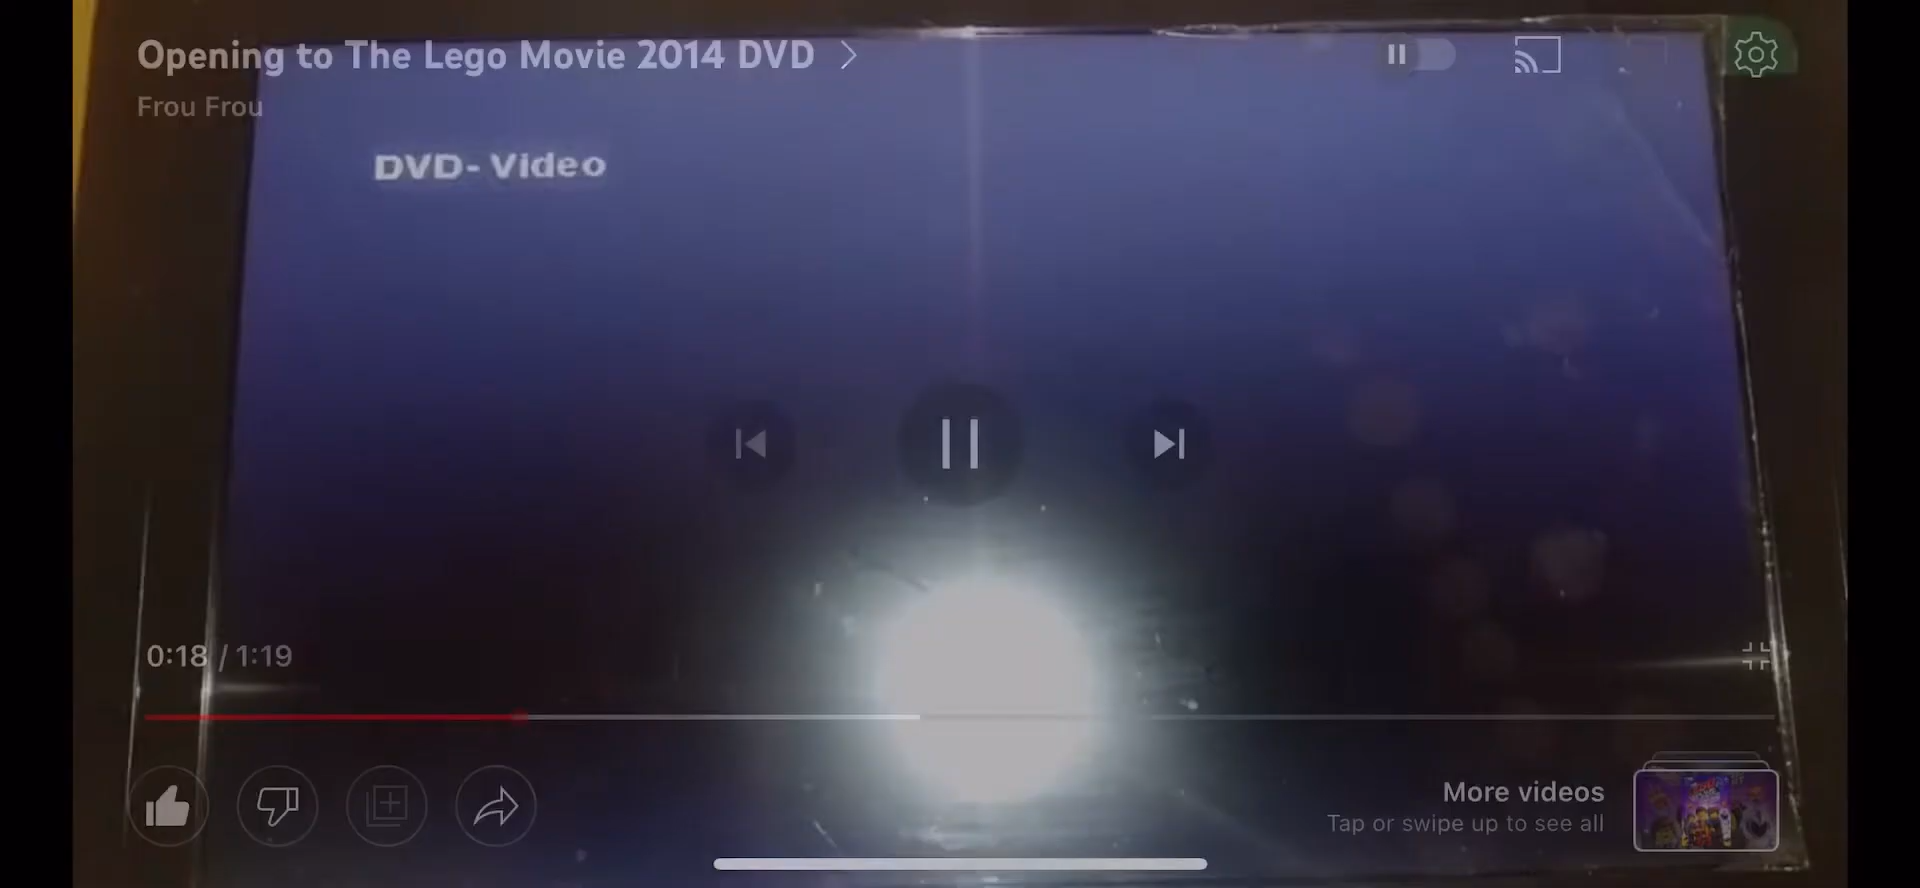 Opening to The Lego Movie 2014 DVD
Frou Frou
DVD- Video
0:18 / 1:19
More videos
Tap or swipe up to see all